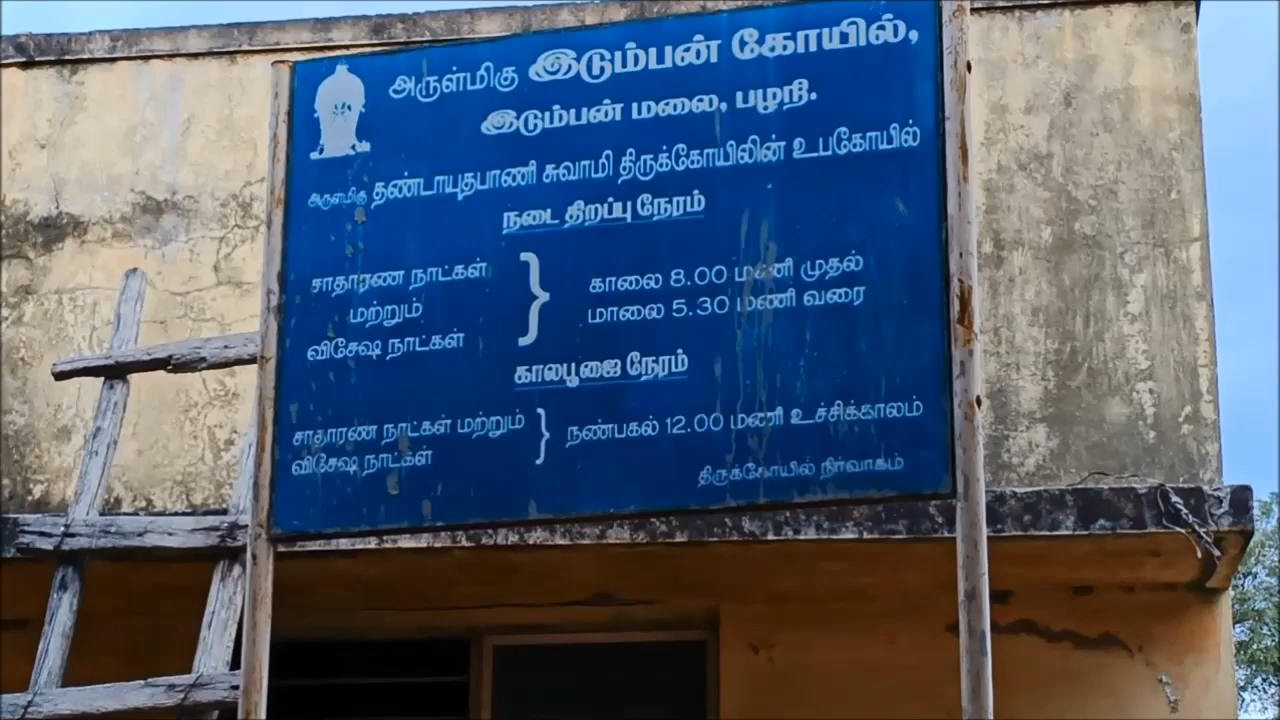 அருள்மிகு இடும்பன் கோயில்,
இடும்பன் மலை, பழநி.
அருள்மிகு தண்டாயுதபாணி சுவாமி திருக்கோயிலின் உபகோயில்
நடை திறப்பு நேரம்
சாதாரண நாட்கள்
மற்றும்
விசேஷ நாட்கள்
}
காலை 8.00 மணி முதல்
மாலை 5.30 மணி வரை
காலபூஜை நேரம்
சாதாரண நாட்கள் மற்றும்
விசேஷ நாட்கள்
} நண்பகல் 12.00 மணி உச்சிக்காலம்
திருக்கோயில் நிர்வாகம்